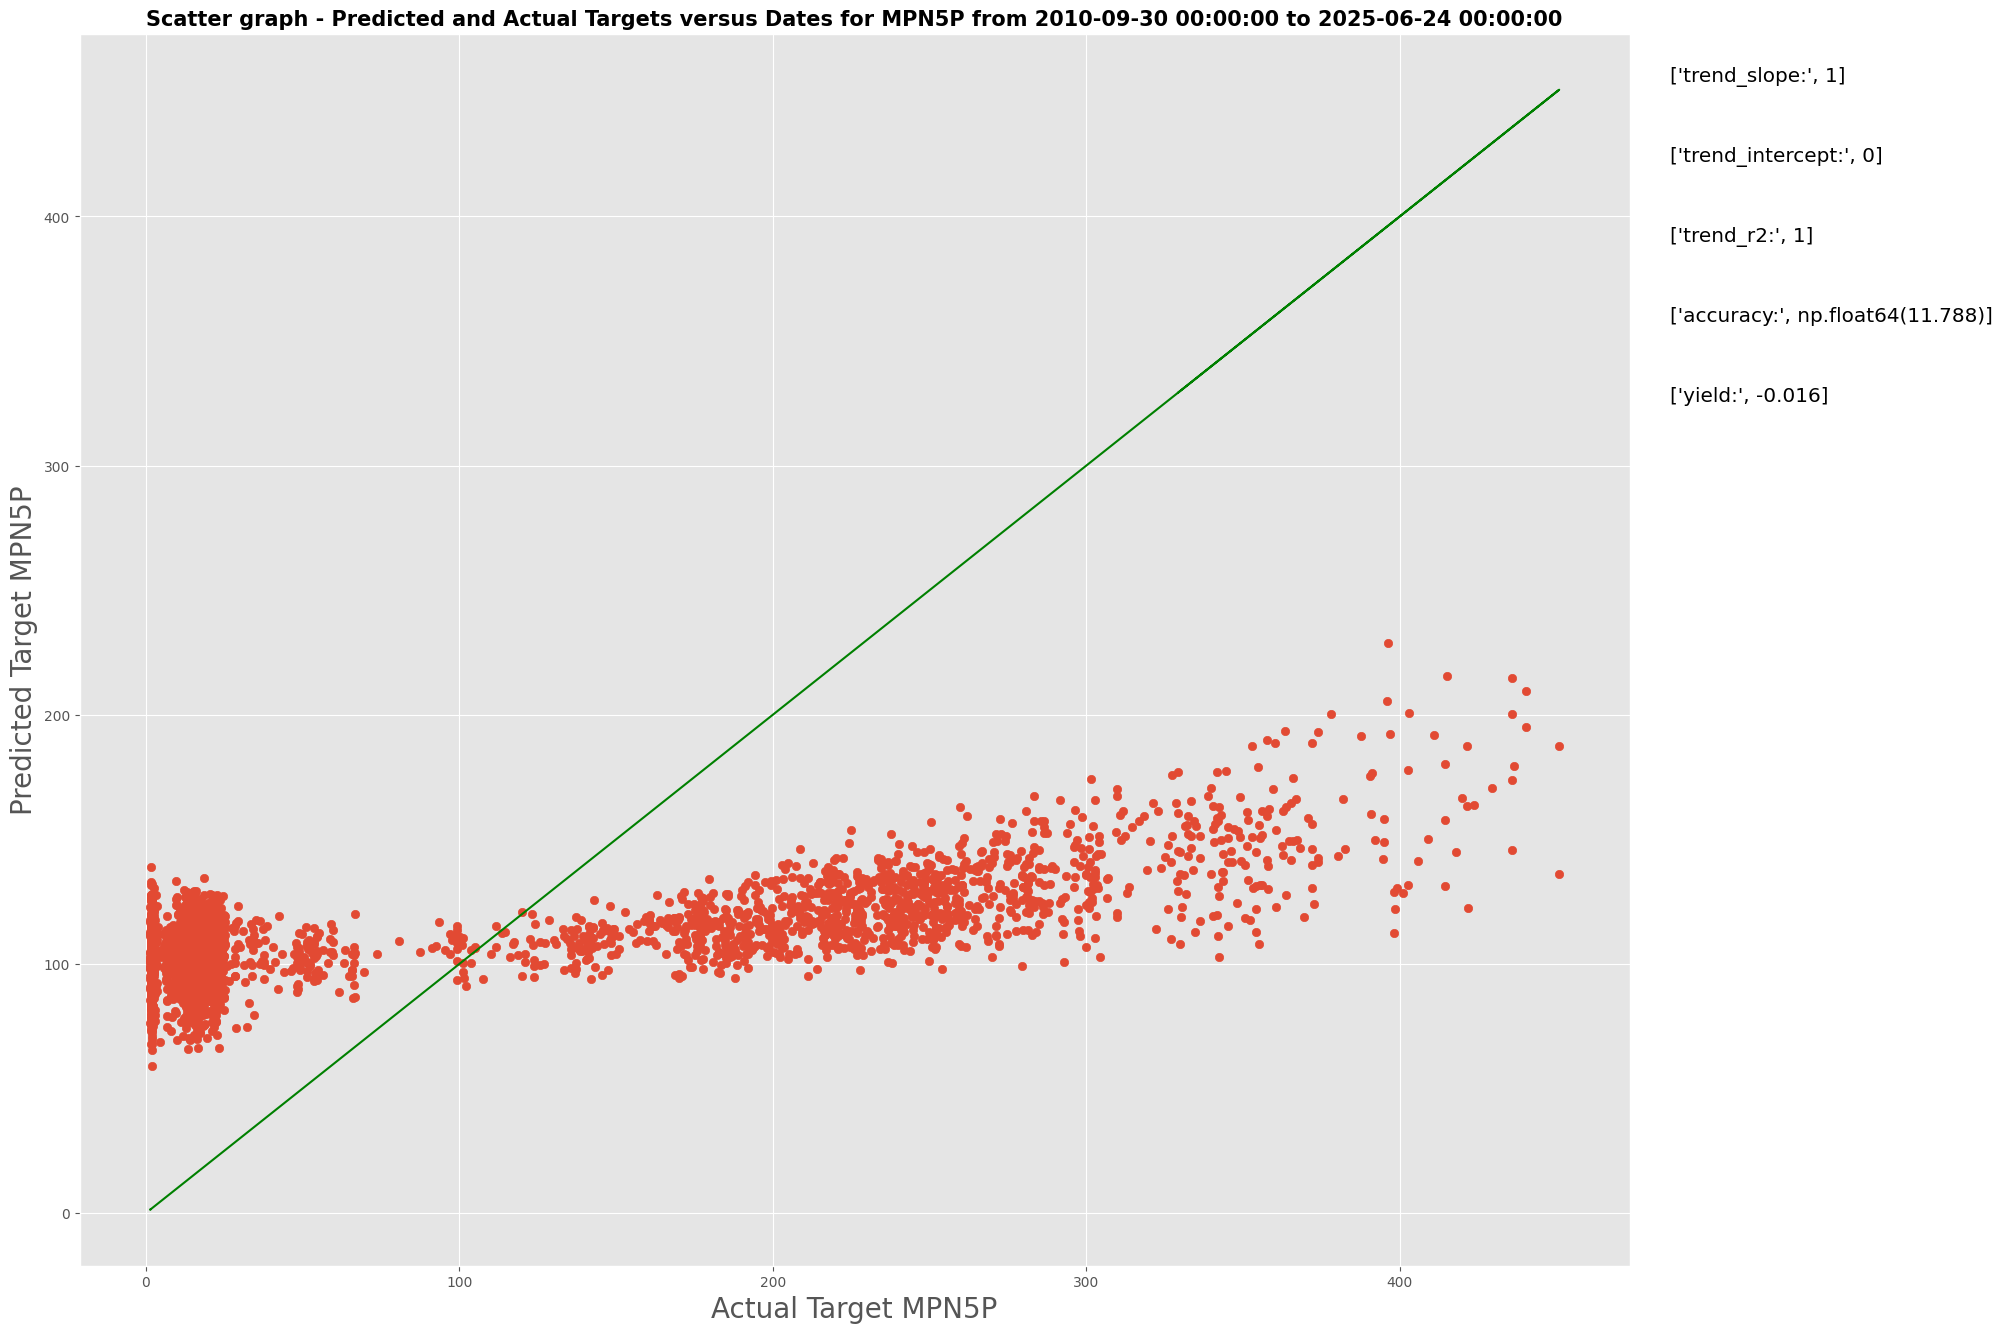 Scatter graph - Predicted and Actual Targets versus Dates for MPN5P from 2010-09-30 00:00:00 to 2025-06-24 00:00:00
['trend_slope:', 1]
['trend_intercept:', 0]
['trend_r2:', 1]
['accuracy:', np.float64(11.788)]
['yield:', -0.016]
Predicted Target MPN5P
400
300
200
100
0
0 100 200 300 400
Actual Target MPN5P